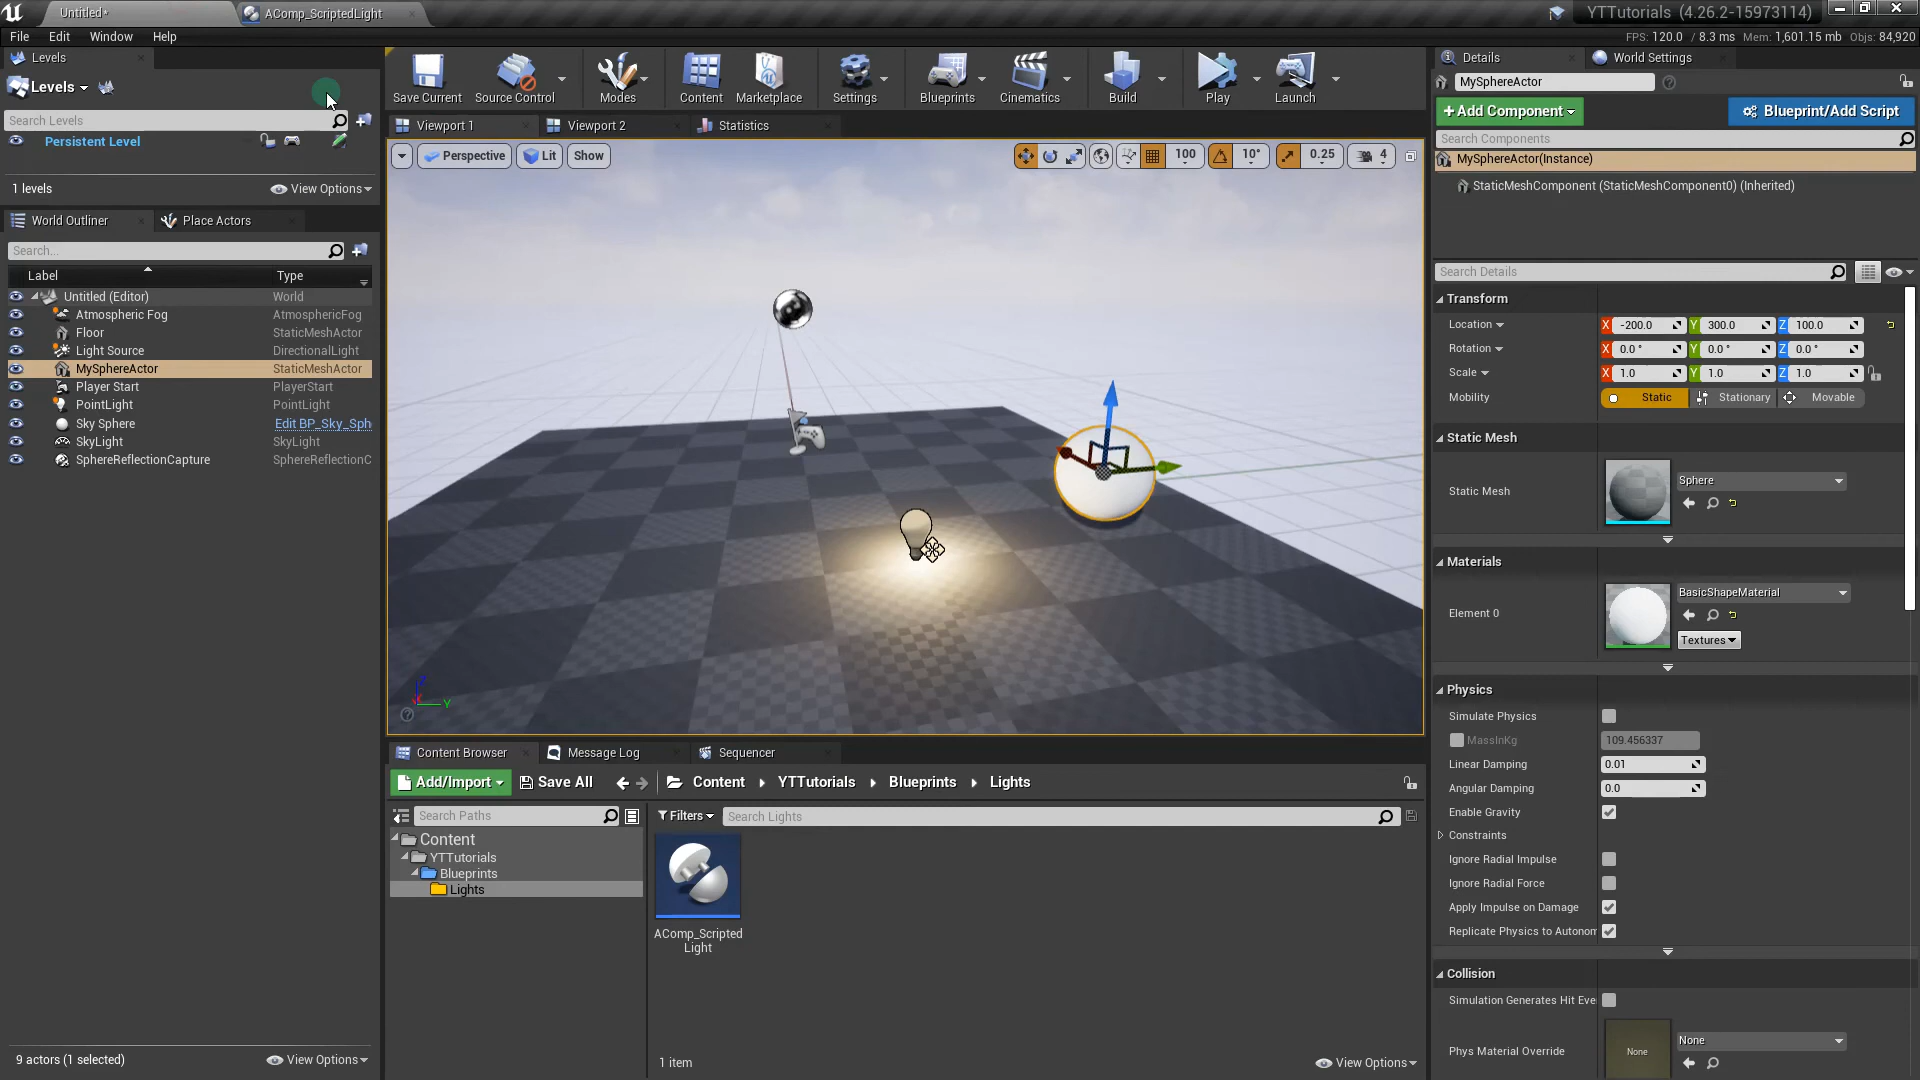 Untitled*
AComp_ScriptedLight
YTTutorials (4.26.2-15973114)
File Edit Window Help
FPS: 120.0 / 8.3 ms Mem: 1,601.15 mb Objs: 84,920
Levels
Levels
Search Levels
Persistent Level
1 levels
View Options
World Outliner
Place Actors
Search...
Label Type
Untitled (Editor) World
Atmospheric Fog AtmosphericFog
Floor StaticMeshActor
Light Source DirectionalLight
MySphereActor StaticMeshActor
Player Start PlayerStart
PointLight PointLight
Sky Sphere Edit BP_Sky_Sph
SkyLight SkyLight
SphereReflectionCapture SphereReflectionC
9 actors (1 selected)
View Options
Save Current Source Control Modes Content Marketplace Settings Blueprints Cinematics Build Play Launch
Viewport 1 Viewport 2 Statistics
Perspective Lit Show 100 10° 0.25 4
Z
Y
Content Browser Message Log Sequencer
Add/Import Save All Content YTTutorials Blueprints Lights
Search Paths
Filters
Search Lights
Content
YTTutorials
Blueprints
Lights
AComp_Scripted
Light
1 item
View Options
Details World Settings
MySphereActor
+Add Component
Blueprint/Add Script
Search Components
MySphereActor(Instance)
StaticMeshComponent (StaticMeshComponent0) (Inherited)
Search Details
Transform
Location X -200.0 Y 300.0 Z 100.0
Rotation X 0.0 ° Y 0.0 ° Z 0.0 °
Scale X 1.0 Y 1.0 Z 1.0
Mobility Static Stationary Movable
Static Mesh
Static Mesh Sphere
Materials
Element 0 BasicShapeMaterial
Textures
Physics
Simulate Physics
MassInKg 109.456337
Linear Damping 0.01
Angular Damping 0.0
Enable Gravity
Constraints
Ignore Radial Impulse
Ignore Radial Force
Apply Impulse on Damage
Replicate Physics to Autonom
Collision
Simulation Generates Hit Eve
Phys Material Override None None